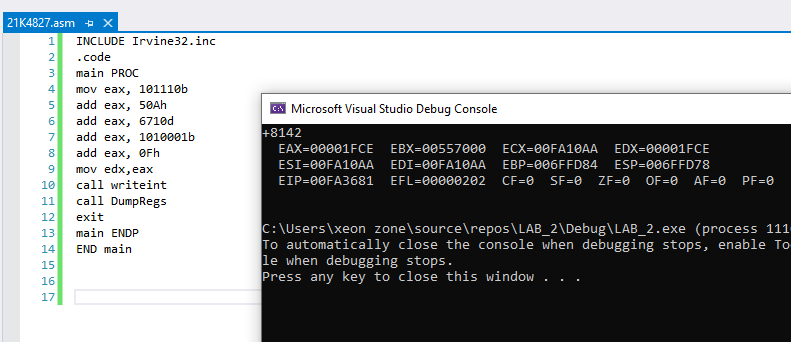 21K4827.asm
1 INCLUDE Irvine32.inc
2 .code
3 main PROC
4 mov eax, 101110b
5 add eax, 50Ah
6 add eax, 6710d
7 add eax, 1010001b
8 add eax, 0Fh
9 mov edx,eax
10 call writeint
11 call DumpRegs
12 exit
13 main ENDP
14 END main
15
16
17
C:\ Microsoft Visual Studio Debug Console
+8142
EAX=00001FCE EBX=00557000 ECX=00FA10AA EDX=00001FCE
ESI=00FA10AA EDI=00FA10AA EBP=006FFD84 ESP=006FFD78
EIP=00FA3681 EFL=00000202 CF=0 SF=0 ZF=0 OF=0 AF=0 PF=0
C:\Users\xeon zone\source\repos\LAB_2\Debug\LAB_2.exe (process 111
To automatically close the console when debugging stops, enable To
le when debugging stops.
Press any key to close this window . . .